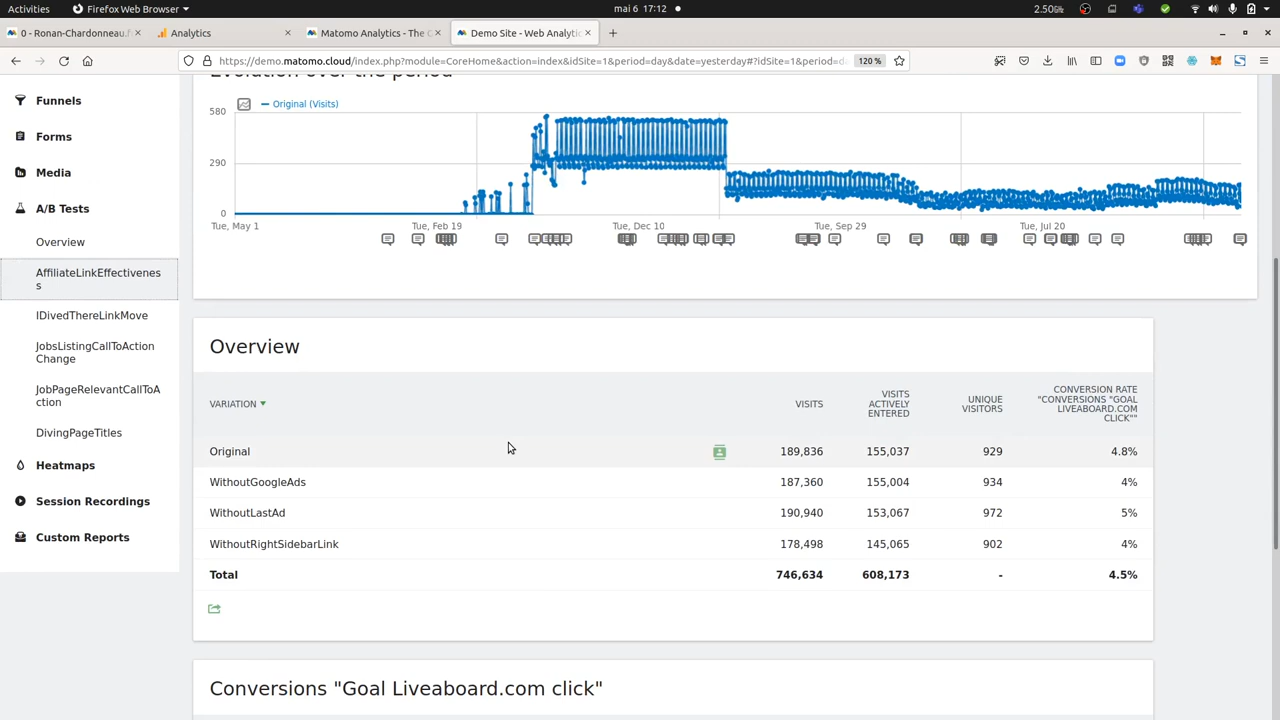 Activities
Firefox Web Browser
mai 6 17:12
2.50₲
0 - Ronan-Chardonneau.
Analytics
Matomo Analytics - The
Demo Site - Web Analyti
https://demo.matomo.cloud/index.php?module=CoreHome&action=index&idSite=1&period=day&date=yesterday#?idSite=1&period=d
120 %
Evolution over the period
Original (Visits)
580
290
0
Tue, May 1
Tue, Feb 19
Tue, Dec 10
Tue, Sep 29
Tue, Jul 20
Funnels
Forms
Media
A/B Tests
Overview
AffiliateLinkEffectivenes
s
IDivedThereLinkMove
JobsListingCallToAction
Change
JobPageRelevantCallToA
ction
DivingPageTitles
Heatmaps
Session Recordings
Custom Reports
Overview
VARIATION VISITS VISITS ACTIVELY ENTERED UNIQUE VISITORS CONVERSION RATE "CONVERSIONS "GOAL LIVEABOARD.COM CLICK""
Original 189,836 155,037 929 4.8%
WithoutGoogleAds 187,360 155,004 934 4%
WithoutLastAd 190,940 153,067 972 5%
WithoutRightSidebarLink 178,498 145,065 902 4%
Total 746,634 608,173 - 4.5%
Conversions "Goal Liveaboard.com click"